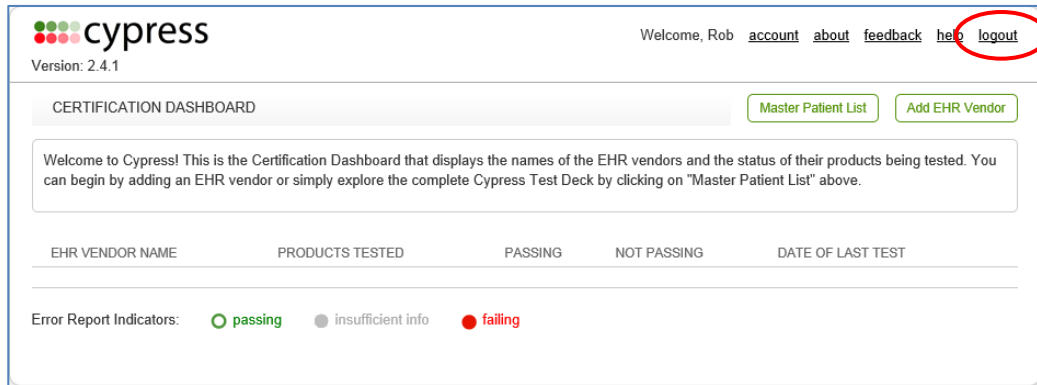 cypress
Welcome, Rob account about feedback help logout
Version: 2.4.1
CERTIFICATION DASHBOARD
Master Patient List
Add EHR Vendor
Welcome to Cypress! This is the Certification Dashboard that displays the names of the EHR vendors and the status of their products being tested. You
can begin by adding an EHR vendor or simply explore the complete Cypress Test Deck by clicking on "Master Patient List" above.
EHR VENDOR NAME PRODUCTS TESTED PASSING NOT PASSING DATE OF LAST TEST
Error Report Indicators: passing insufficient info failing